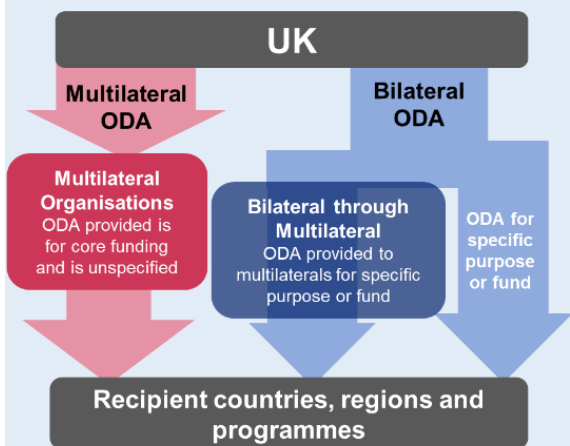 UK
Multilateral
ODA
Bilateral
ODA
Multilateral
Organisations
ODA provided is
for core funding
and is unspecified
Bilateral through
Multilateral
ODA provided to
multilaterals for specific
purpose or fund
ODA for
specific
purpose
or fund
Recipient countries, regions and
programmes